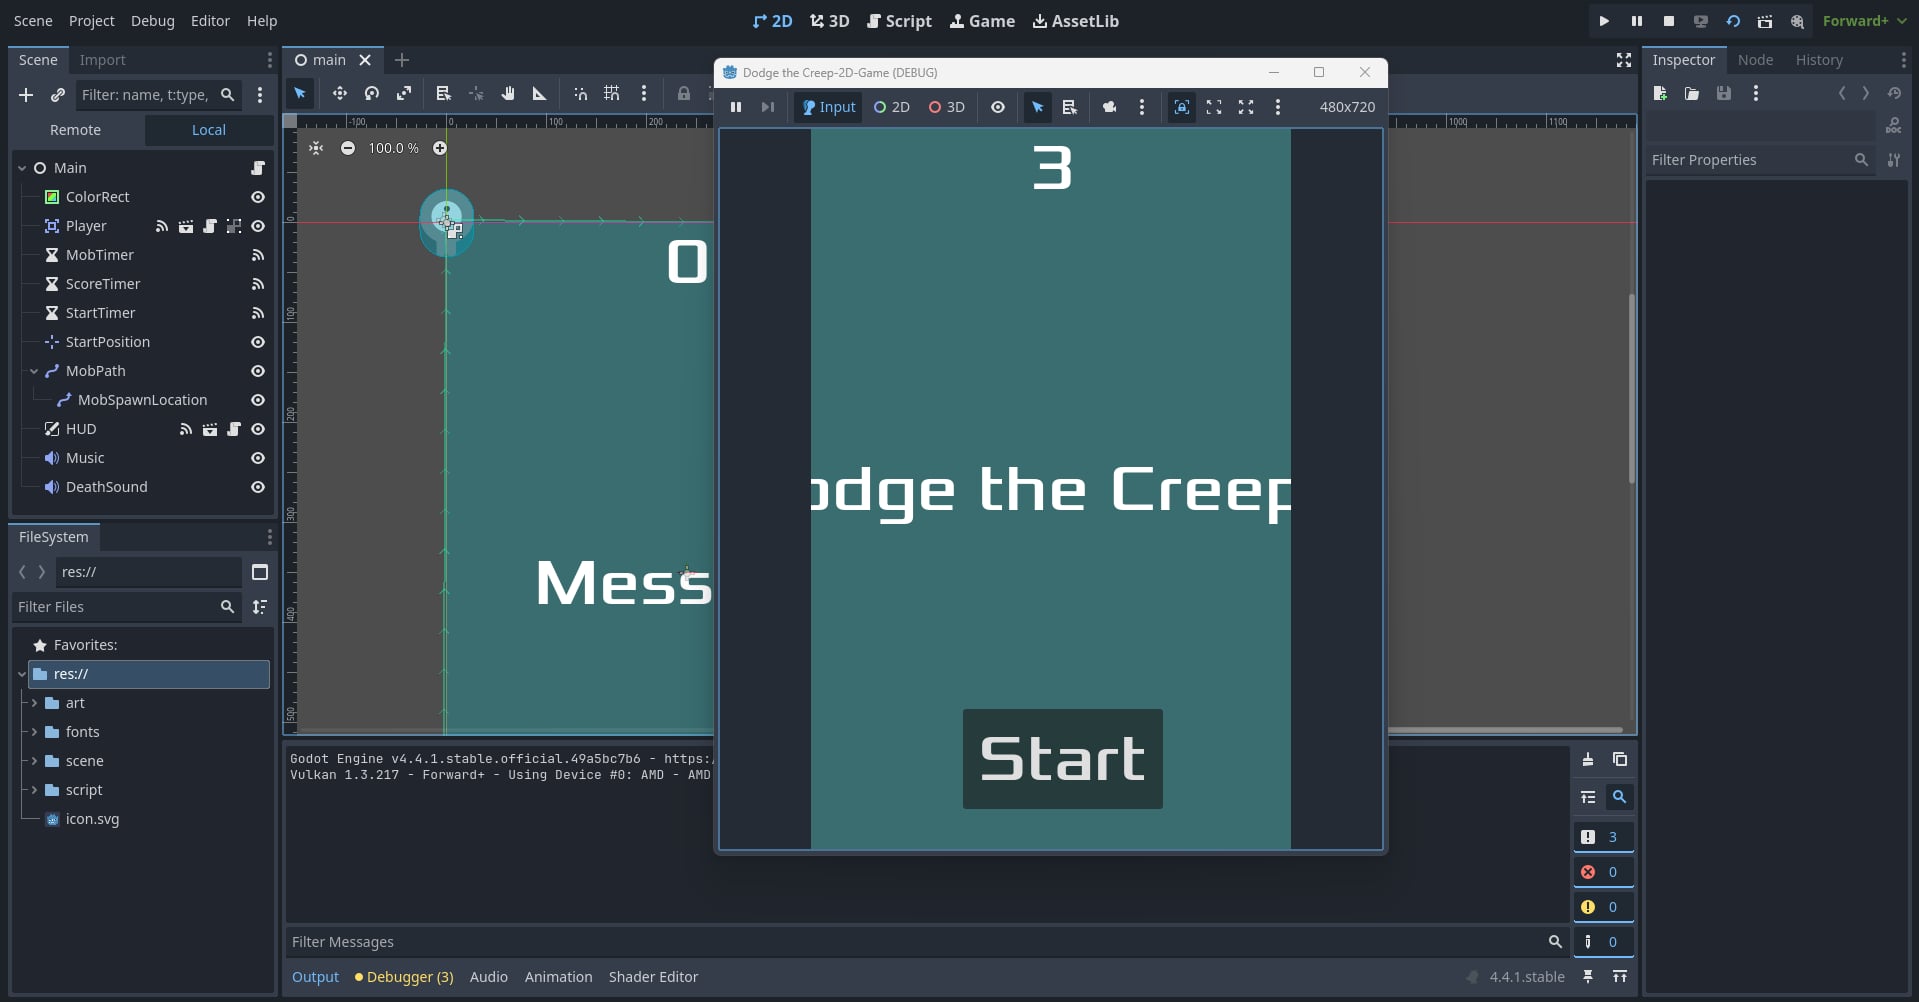 Scene Project Debug Editor Help
2D 3D Script Game AssetLib
Forward+
Scene Import
Filter: name, t:type,
Remote Local
Main
ColorRect
Player
MobTimer
ScoreTimer
StartTimer
StartPosition
MobPath
MobSpawnLocation
HUD
Music
DeathSound
FileSystem
res://
Filter Files
Favorites:
res://
art
fonts
scene
script
icon.svg
main
-100 0 100 200 1000 1100
0
100
200
300
400
500
100.0 %
0
Mess
Dodge the Creep-2D-Game (DEBUG)
Input 2D 3D 480x720
3
odge the Creep
Start
Godot Engine v4.4.1.stable.official.49a5bc7b6 - https:/
Vulkan 1.3.217 - Forward+ - Using Device #0: AMD - AMD
3
0
0
0
Filter Messages
Output Debugger (3) Audio Animation Shader Editor
4.4.1.stable
Inspector Node History
DOC
Filter Properties